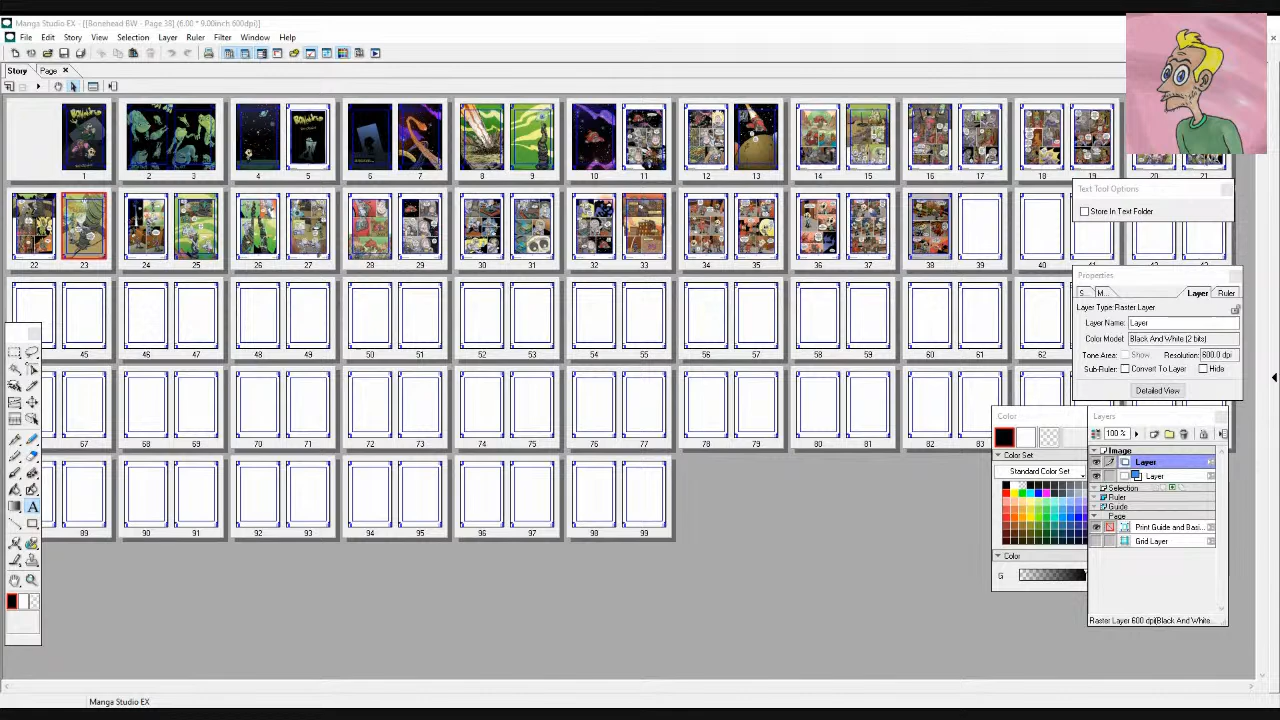 Manga Studio EX - [[Bonehead BW - Page 38] (6.00 * 9.00inch 600dpi)]
File Edit Story View Selection Layer Ruler Filter Window Help
Story Page
1 2 3 4 5 6 7 8 9 10 11 12 13 14 15 16 17 18 19 20 21
Text Tool Options
Store In Text Folder
22 23 24 25 26 27 28 29 30 31 32 33 34 35 36 37 38 39 40
Properties
S... M... Layer Ruler
Layer Type: Raster Layer
Layer Name: Layer
Color Model: Black And White (2 bits)
Tone Area: Show Resolution: 600.0 dpi
Sub-Ruler: Convert To Layer Hide
Detailed View
45 46 47 48 49 50 51 52 53 54 55 56 57 58 59 60 61 62
Color
Layers
100 %
67 68 69 70 71 72 73 74 75 76 77 78 79 80 81 82 83
Image
Layer
Layer
Selection
Ruler
Guide
Page
Print Guide and Basi...
Grid Layer
Color Set
Standard Color Set
Color
G
89 90 91 92 93 94 95 96 97 98 99
Raster Layer 600 dpi(Black And White...
Manga Studio EX